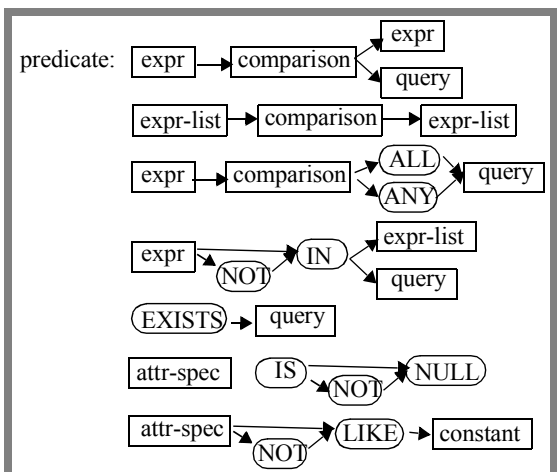 expr
predicate: expr comparison
query
expr-list comparison expr-list
ALL
expr comparison query
ANY
expr-list
expr IN
NOT query
EXISTS query
attr-spec IS NULL
NOT
attr-spec LIKE constant
NOT